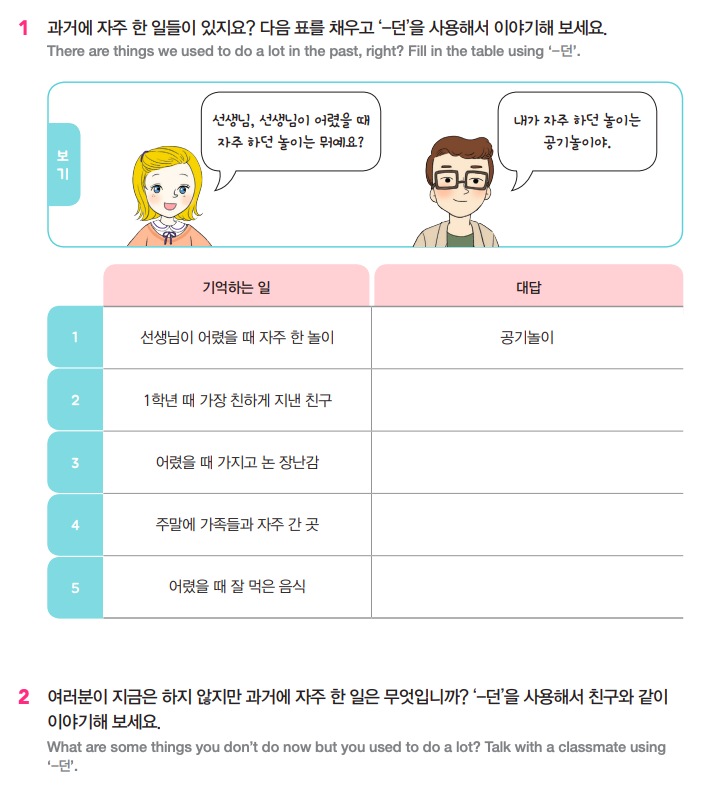 1 과거에 자주 한 일들이 있지요? 다음 표를 채우고 ‘–던’을 사용해서 이야기해 보세요.
There are things we used to do a lot in the past, right? Fill in the table using ‘–던’.
보기
선생님, 선생님이 어렸을 때
자주 하던 놀이는 뭐예요?
내가 자주 하던 놀이는
공기놀이야.
기억하는 일 대답
1 선생님이 어렸을 때 자주 한 놀이 공기놀이
2 1학년 때 가장 친하게 지낸 친구
3 어렸을 때 가지고 논 장난감
4 주말에 가족들과 자주 간 곳
5 어렸을 때 잘 먹은 음식
2 여러분이 지금은 하지 않지만 과거에 자주 한 일은 무엇입니까? ‘–던’을 사용해서 친구와 같이
이야기해 보세요.
What are some things you don’t do now but you used to do a lot? Talk with a classmate using
‘–던’.